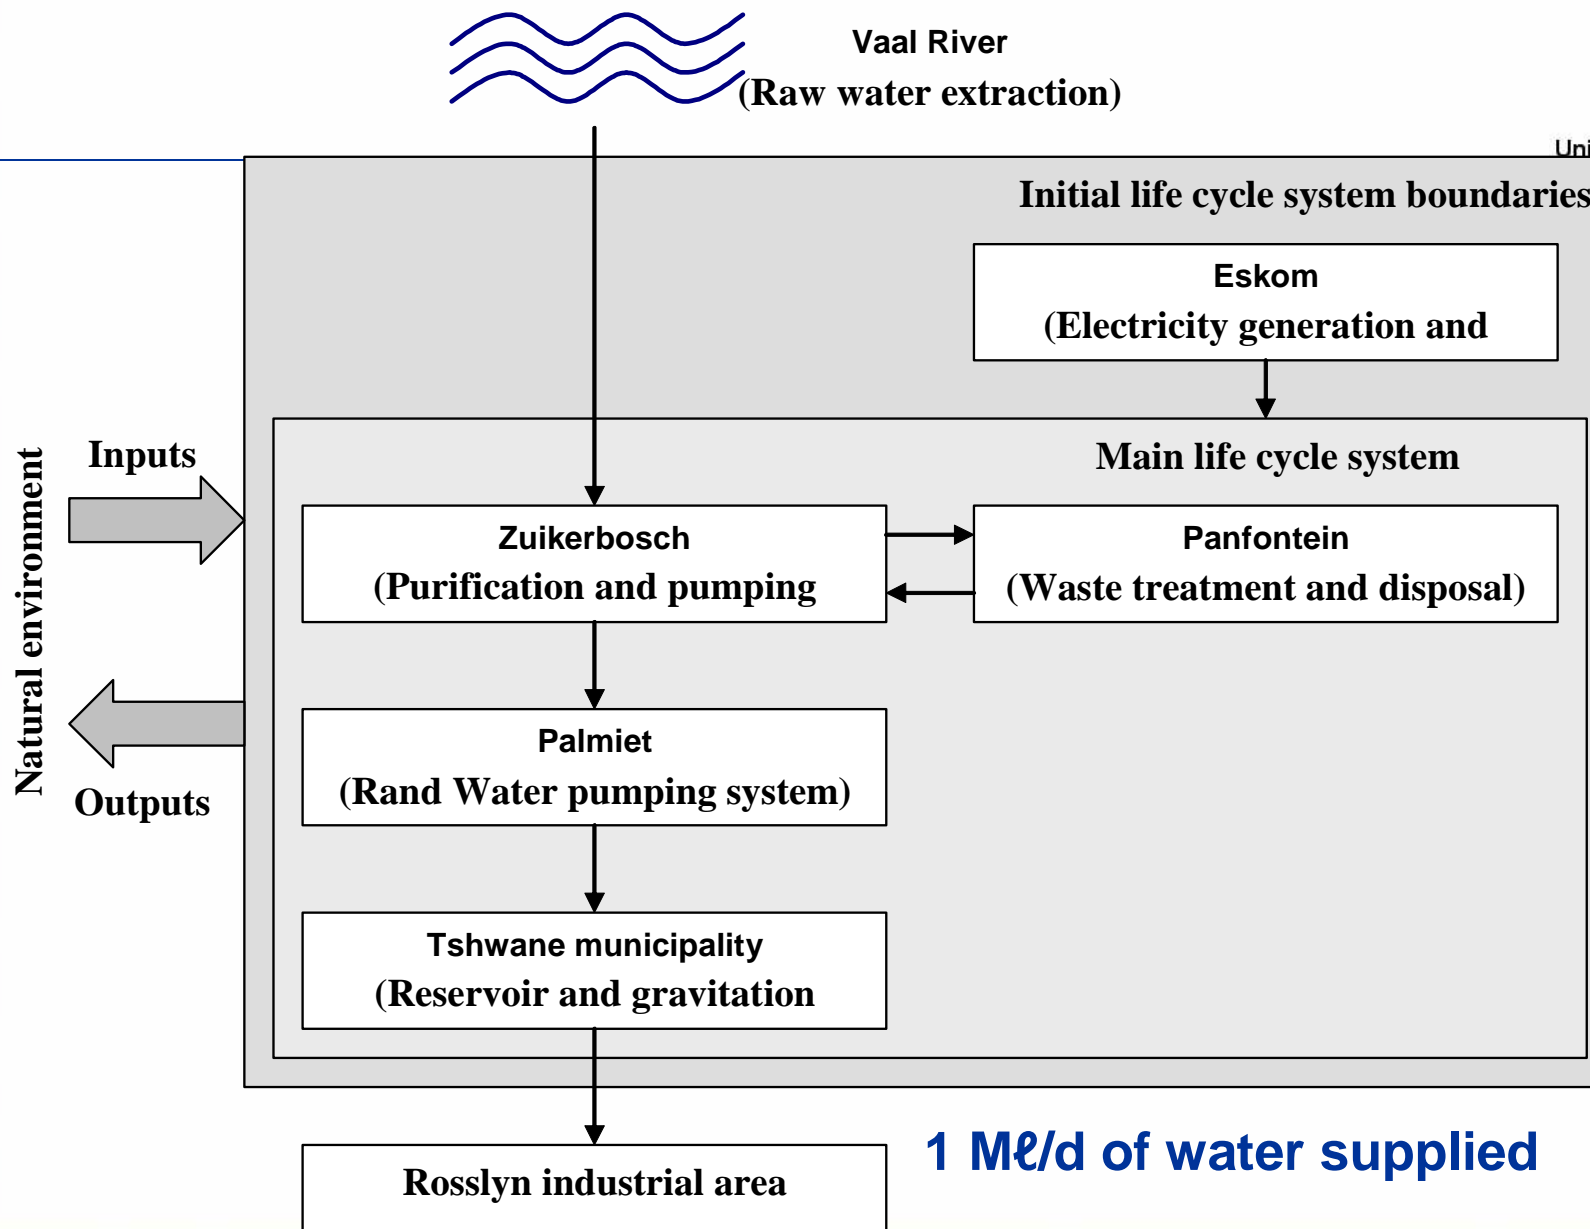 Vaal River
(Raw water extraction)
Uni
Initial life cycle system boundaries
Eskom
(Electricity generation and
Main life cycle system
Natural environment
Inputs
Outputs
Zuikerbosch
(Purification and pumping
Panfontein
(Waste treatment and disposal)
Palmiet
(Rand Water pumping system)
Tshwane municipality
(Reservoir and gravitation
1 Mℓ/d of water supplied
Rosslyn industrial area